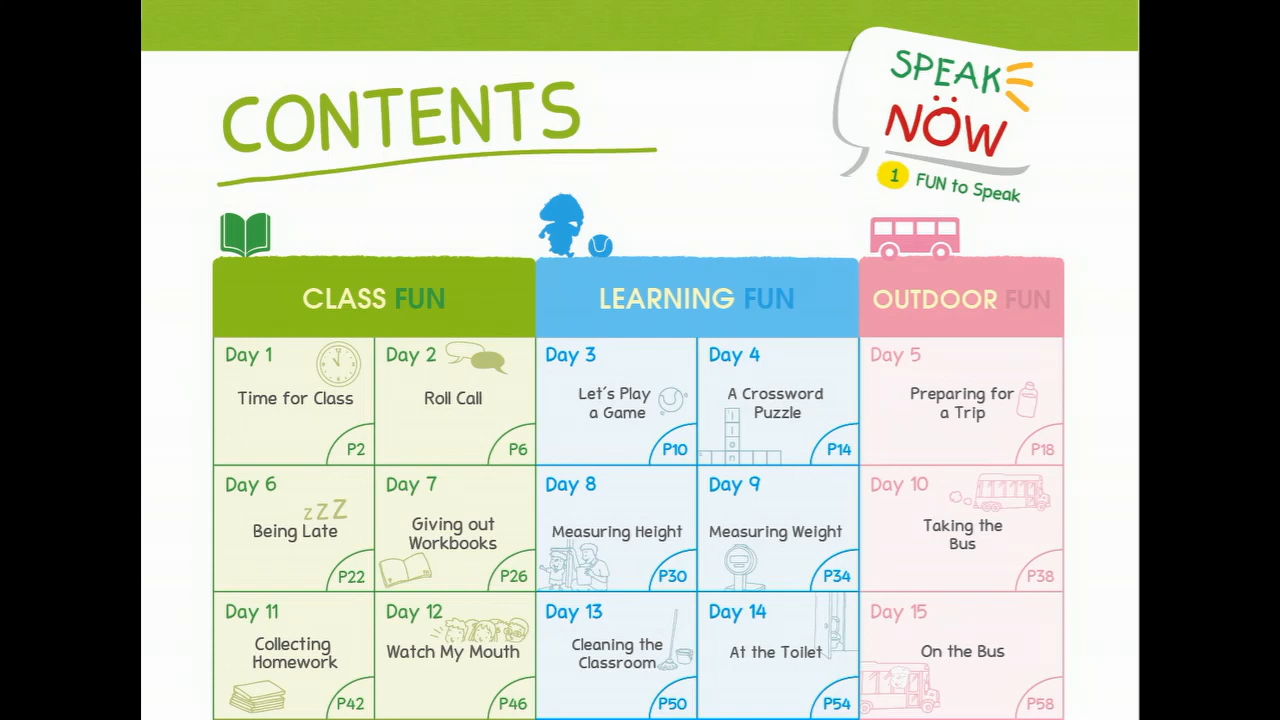 CONTENTS
SPEAK
NOW
1 FUN to Speak
CLASS FUN
LEARNING FUN
OUTDOOR FUN
Day 1
Time for Class
P2
Day 2
Roll Call
P6
Day 3
Let's Play
a Game
P10
Day 4
A Crossword
Puzzle
P14
Day 5
Preparing for
a Trip
P18
Day 6
zzz
Being Late
P22
Day 7
Giving out
Workbooks
P26
Day 8
Measuring Height
P30
Day 9
Measuring Weight
P34
Day 10
Taking the
Bus
P38
Day 11
Collecting
Homework
P42
Day 12
Watch My Mouth
P46
Day 13
Cleaning the
Classroom
P50
Day 14
At the Toilet
P54
Day 15
On the Bus
P58